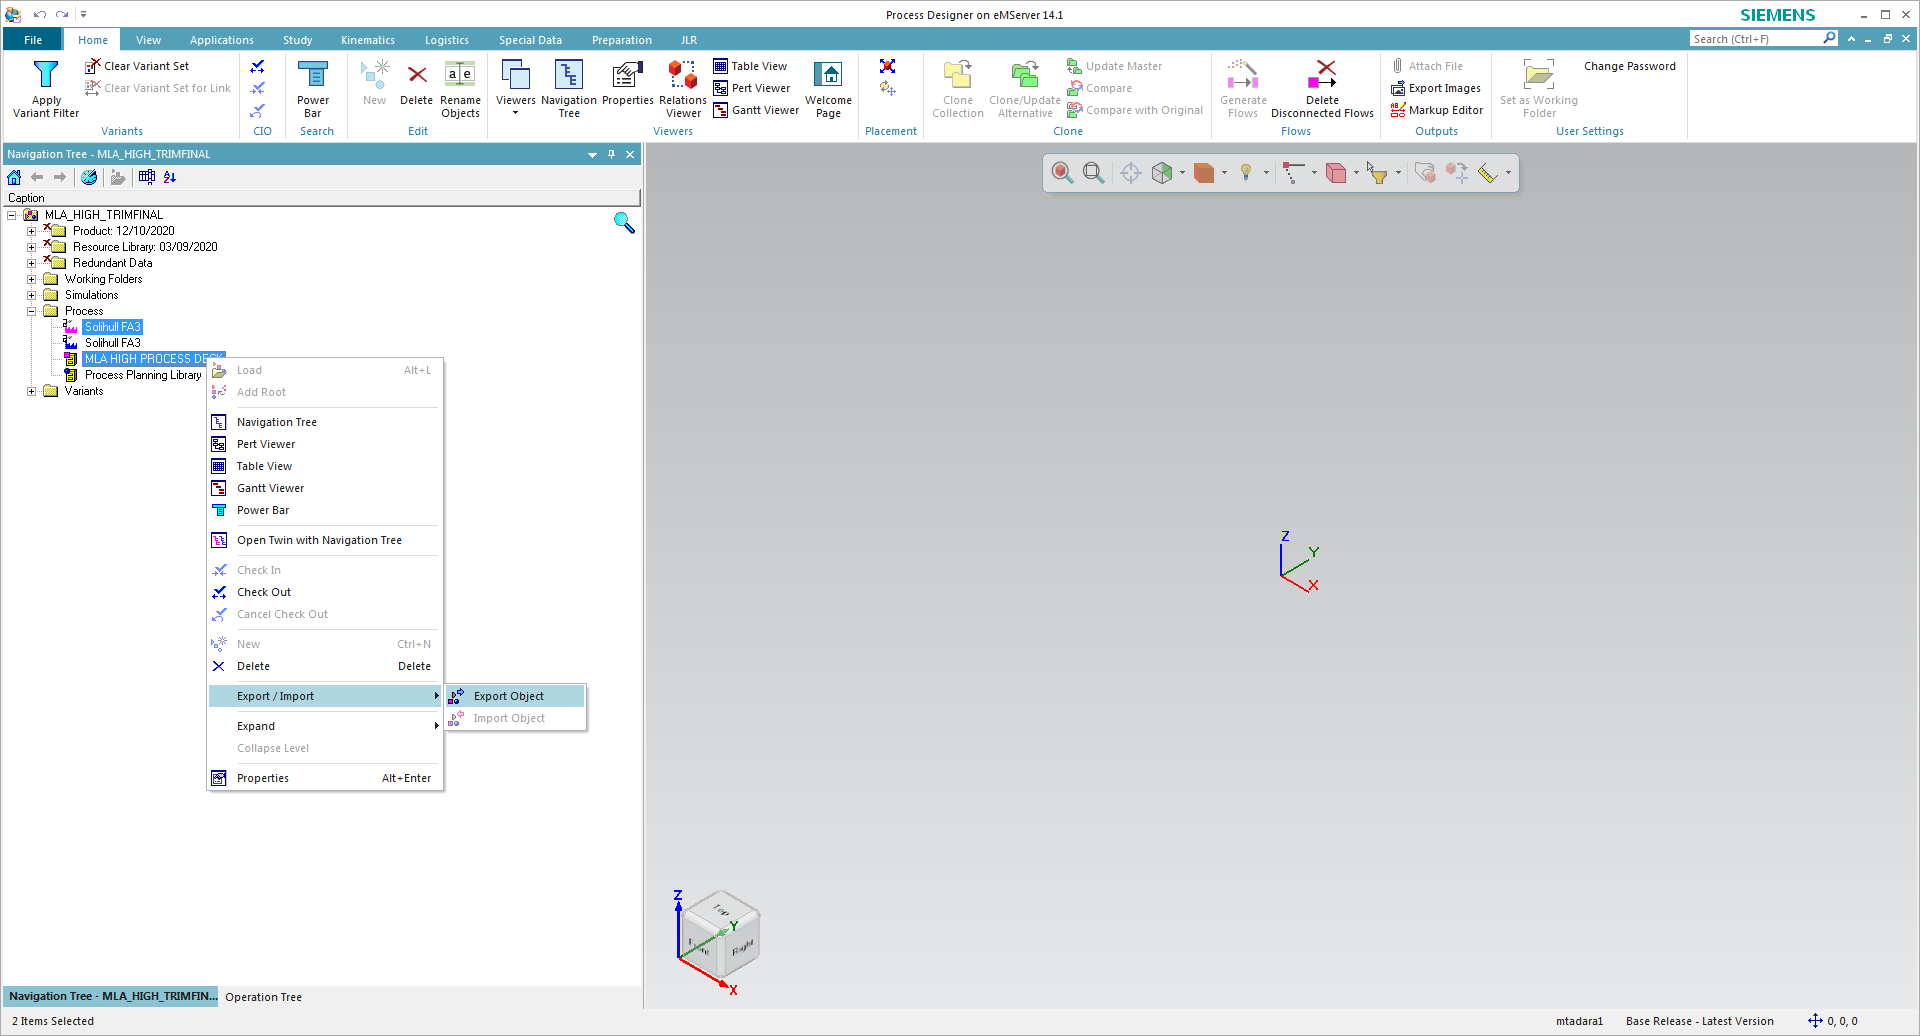 Process Designer on eMServer 14.1
SIEMENS
File Home View Applications Study Kinematics Logistics Special Data Preparation JLR
Search (Ctrl+F)
Apply Variant Filter
Clear Variant Set
Clear Variant Set for Link
Variants
CIO
Power Bar
Search
New
Delete
Rename Objects
Edit
Viewers
Navigation Tree
Properties
Relations Viewer
Table View
Pert Viewer
Gantt Viewer
Welcome Page
Viewers
Placement
Clone Collection
Clone/Update Alternative
Update Master
Compare
Compare with Original
Clone
Generate Flows
Delete Disconnected Flows
Flows
Attach File
Export Images
Markup Editor
Outputs
Set as Working Folder
Change Password
User Settings
Navigation Tree - MLA_HIGH_TRIMFINAL
Caption
MLA_HIGH_TRIMFINAL
Product: 12/10/2020
Resource Library: 03/09/2020
Redundant Data
Working Folders
Simulations
Process
Solihull FA3
Solihull FA3
MLA HIGH PROCESS DECK
Process Planning Library
Variants
Load Alt+L
Add Root
Navigation Tree
Pert Viewer
Table View
Gantt Viewer
Power Bar
Open Twin with Navigation Tree
Check In
Check Out
Cancel Check Out
New Ctrl+N
Delete Delete
Export / Import
Export Object
Import Object
Expand
Collapse Level
Properties Alt+Enter
Z
Y
X
Z
Top
Y
Front
Right
X
Navigation Tree - MLA_HIGH_TRIMFIN...
Operation Tree
2 Items Selected
mtadara1
Base Release - Latest Version
0, 0, 0